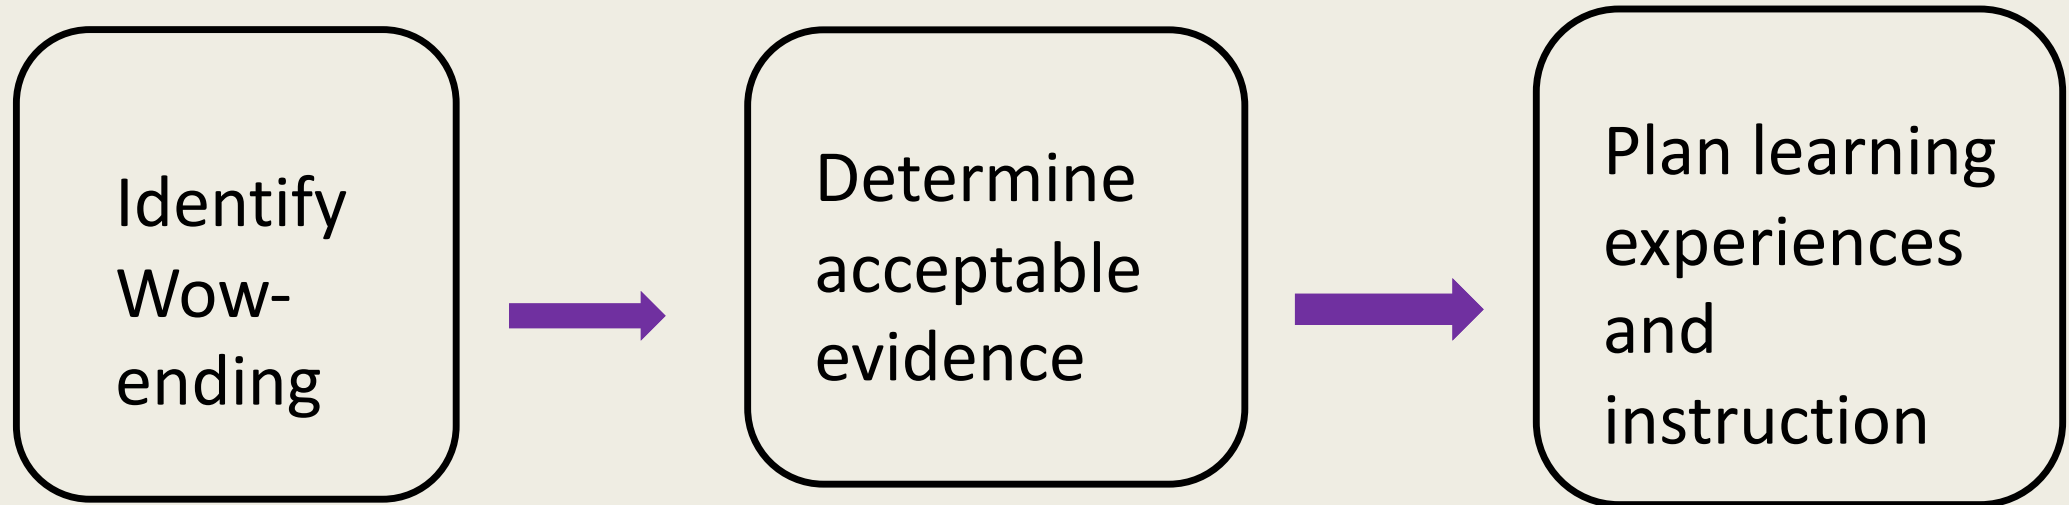 Identify
Wow-
ending
Determine
acceptable
evidence
Plan learning
experiences
and
instruction